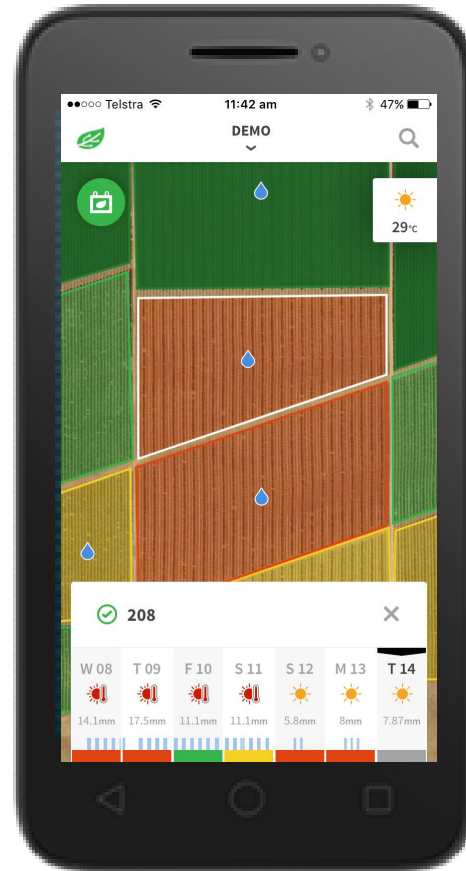 Telstra 11:42 am 47%
DEMO
29°C
208
W 08 T 09 F 10 S 11 S 12 M 13 T 14
14.1mm 17.5mm 11.1mm 11.1mm 5.8mm 8mm 7.87mm